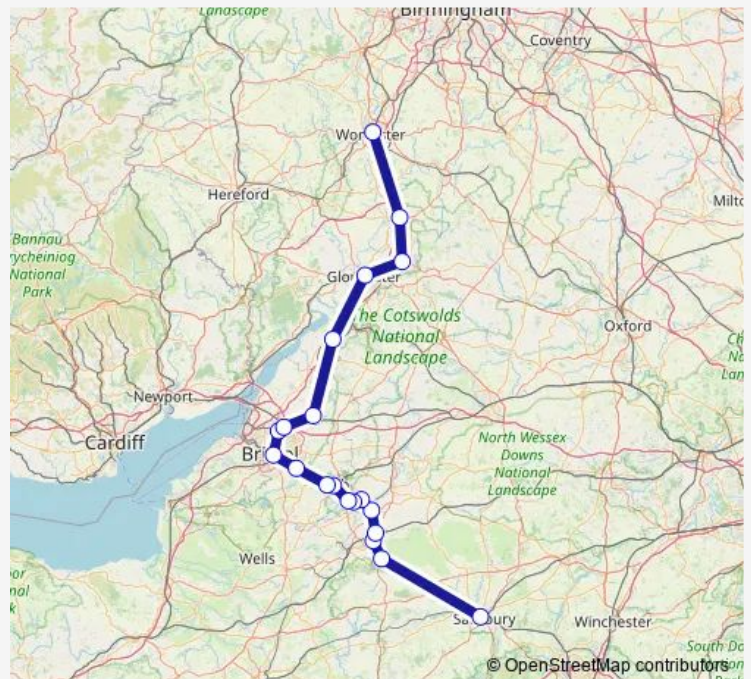 Landscape
Birmingham
Coventry
Hereford
Milto
Bannau
rycheiniog
National
Park
The Cotswolds
National
Landscape
Oxford
Newport
Cardiff
North Wessex
Downs
National
Landscape
Wells
Winchester
© OpenStreetMap contributors